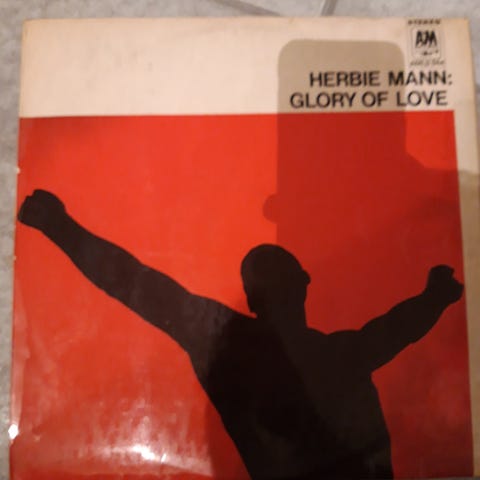 STEREO
A&M
HERBIE MANN:
GLORY OF LOVE